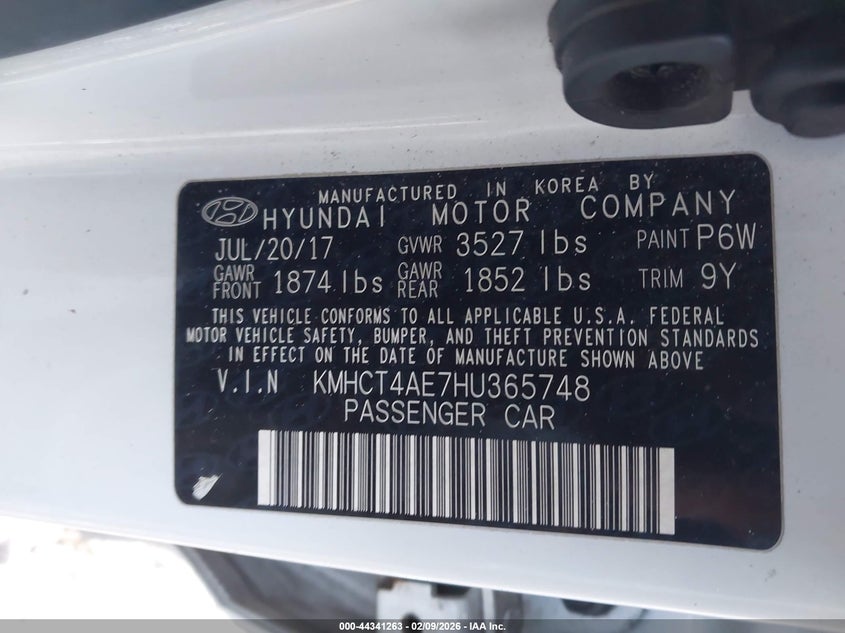 MANUFACTURED IN KOREA BY
HYUNDAI MOTOR COMPANY
JUL/20/17 GVWR 3527 lbs PAINT P6W
GAWR FRONT 1874 lbs GAWR REAR 1852 lbs TRIM 9Y
THIS VEHICLE CONFORMS TO ALL APPLICABLE U.S.A. FEDERAL
MOTOR VEHICLE SAFETY, BUMPER, AND THEFT PREVENTION STANDARDS
IN EFFECT ON THE DATE OF MANUFACTURE SHOWN ABOVE
V.I.N KMHCT4AE7HU365748
PASSENGER CAR
000-44341263 - 02/09/2026 - IAA Inc.